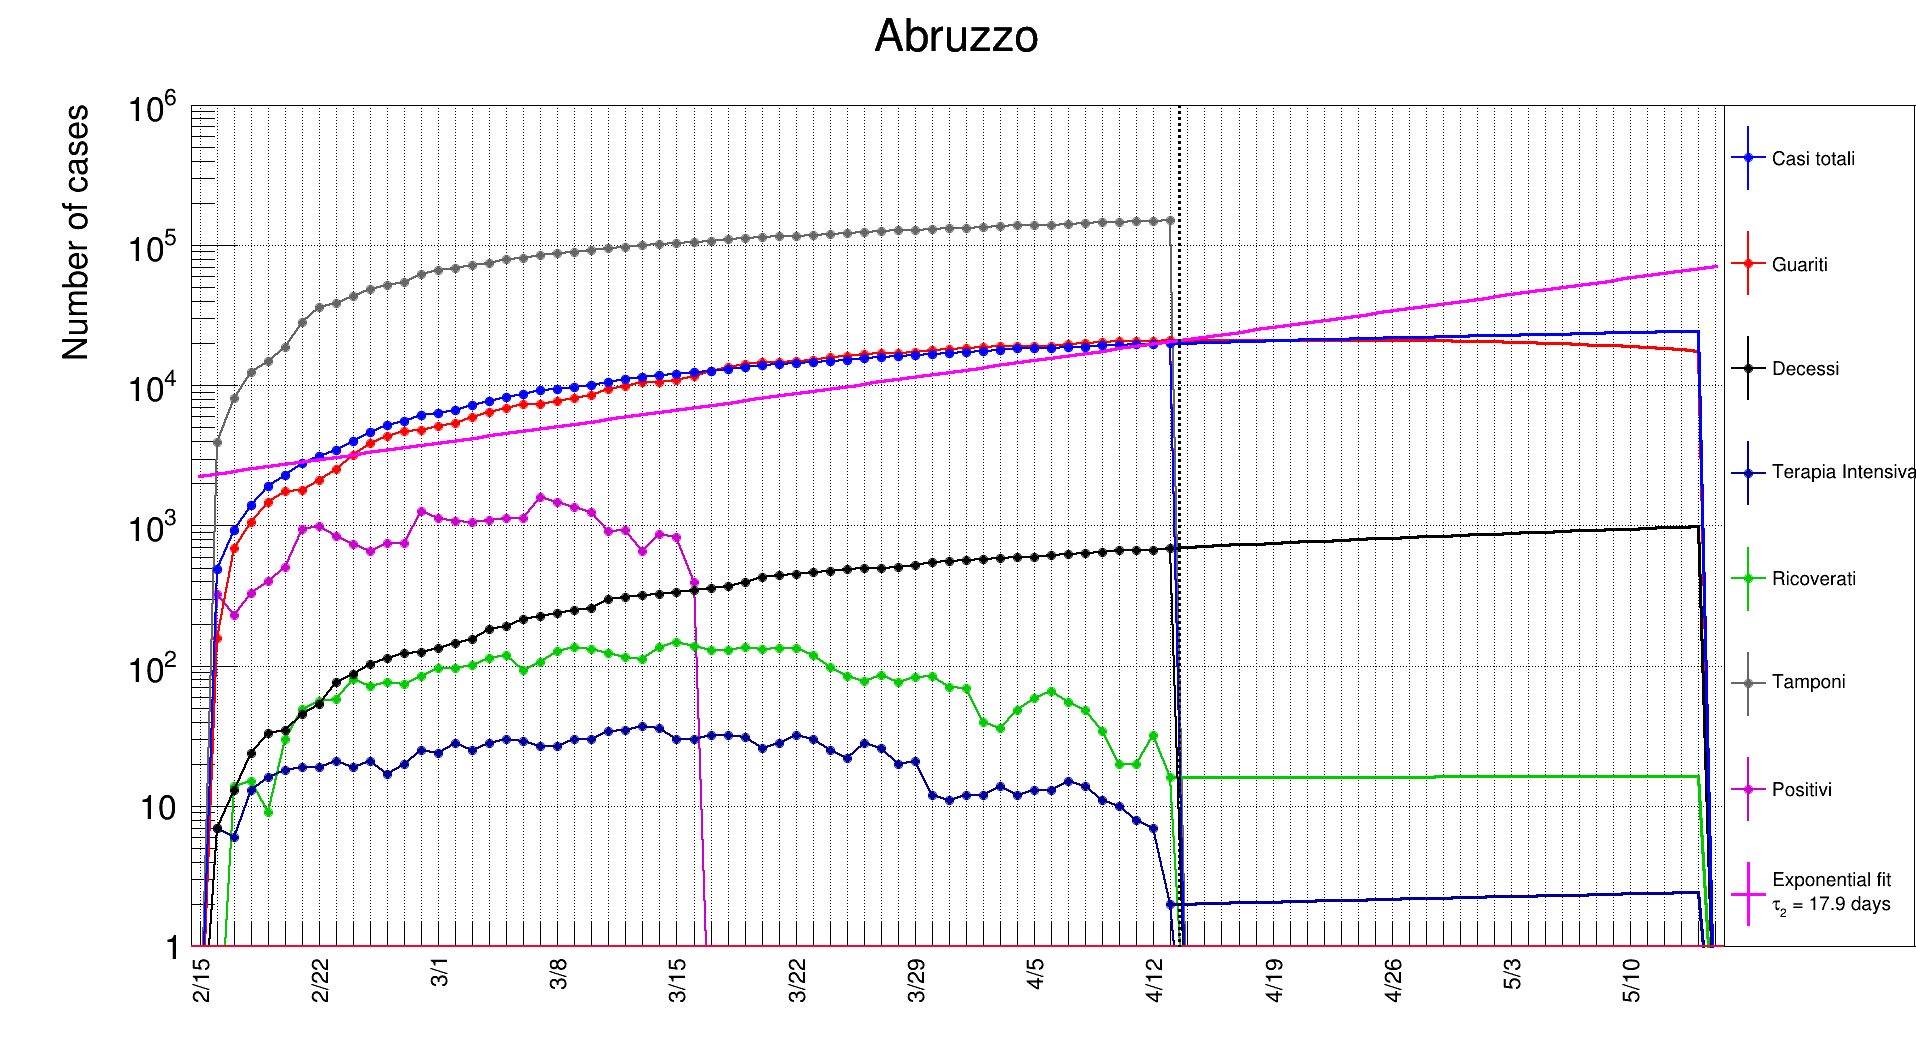 Abruzzo
Number of cases
10^6
10^5
10^4
10^3
10^2
10
1
2/15
2/22
3/1
3/8
3/15
3/22
3/29
4/5
4/12
4/19
4/26
5/3
5/10
Casi totali
Guariti
Decessi
Terapia Intensiva
Ricoverati
Tamponi
Positivi
Exponential fit
τ₂ = 17.9 days